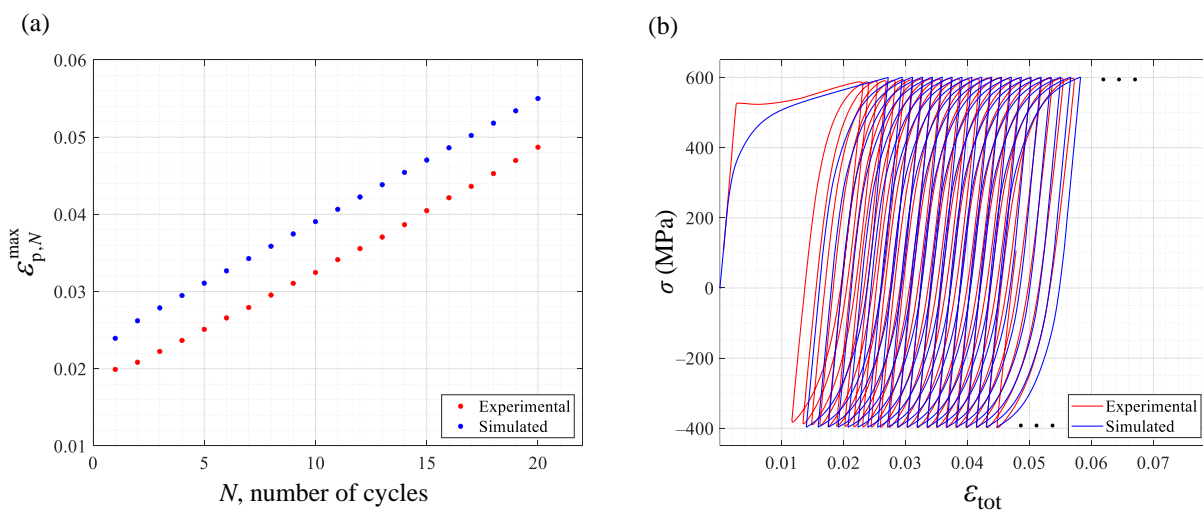 (a)
0.06
0.05
0.04
0.03
0.02
0.01
ε max p,N
0
5
10
15
20
N, number of cycles
Experimental
Simulated
(b)
600
400
200
0
−200
−400
σ (MPa)
0.01
0.02
0.03
0.04
0.05
0.06
0.07
ε tot
Experimental
Simulated